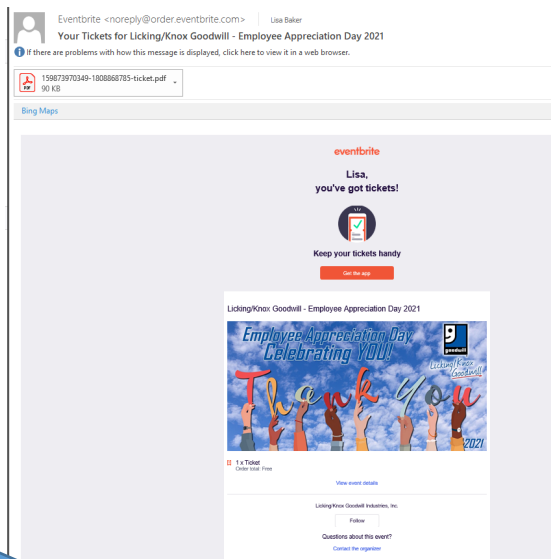 Eventbrite <noreply@order.eventbrite.com> Lisa Baker
Your Tickets for Licking/Knox Goodwill - Employee Appreciation Day 2021
If there are problems with how this message is displayed, click here to view it in a web browser.
PDF
159873970349-1808868785-ticket.pdf
90 KB
Bing Maps
eventbrite
Lisa,
you've got tickets!
Keep your tickets handy
Get the app
Licking/Knox Goodwill - Employee Appreciation Day 2021
Employee Appreciation Day
Celebrating YOU!
goodwill
Licking/Knox
Goodwill
Thank You
2021
1 x Ticket
Order total: Free
View event details
Licking/Knox Goodwill Industries, Inc.
Follow
Questions about this event?
Contact the organizer